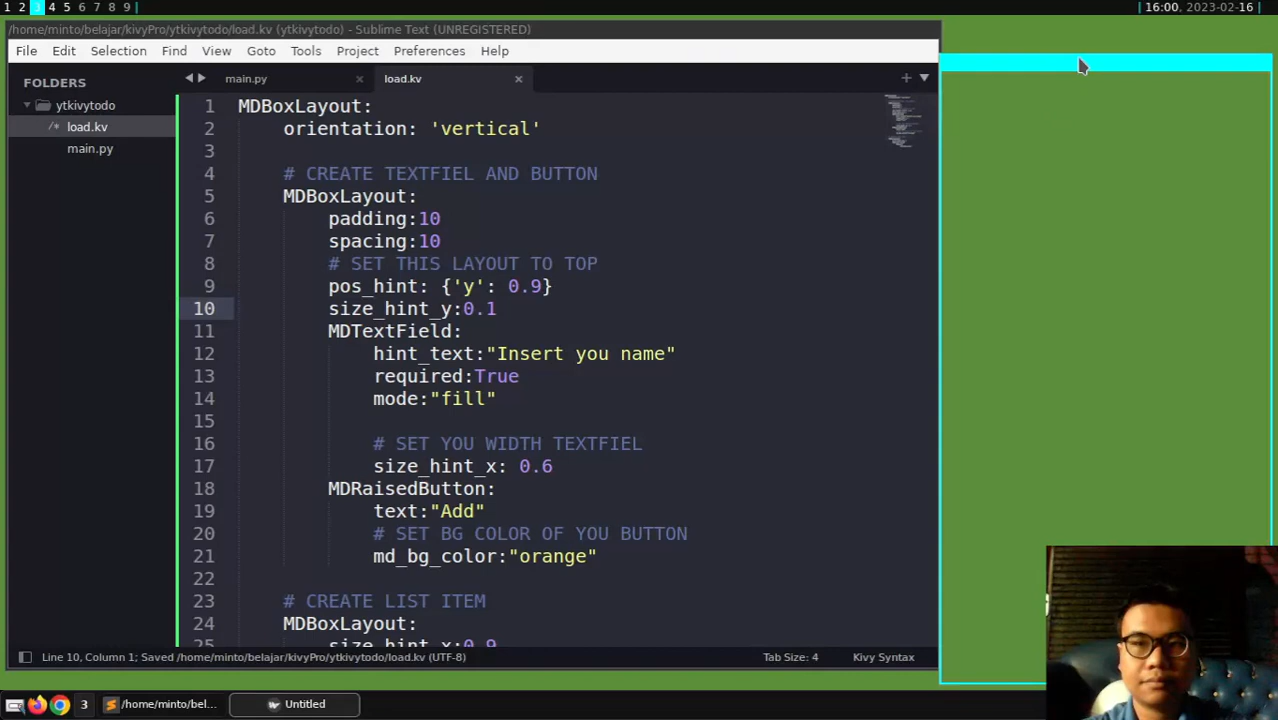 1 2 3 4 5 6 7 8 9 |
| 16:00, 2023-02-16 |
/home/minto/belajar/kivyPro/ytkivytodo/load.kv (ytkivytodo) - Sublime Text (UNREGISTERED)
File Edit Selection Find View Goto Tools Project Preferences Help
FOLDERS
ytkivytodo
/* load.kv
main.py
main.py × load.kv ×
1 MDBoxLayout:
2 orientation: 'vertical'
3
4 # CREATE TEXTFIEL AND BUTTON
5 MDBoxLayout:
6 padding:10
7 spacing:10
8 # SET THIS LAYOUT TO TOP
9 pos_hint: {'y': 0.9}
10 size_hint_y:0.1
11 MDTextField:
12 hint_text:"Insert you name"
13 required:True
14 mode:"fill"
15
16 # SET YOU WIDTH TEXTFIEL
17 size_hint_x: 0.6
18 MDRaisedButton:
19 text:"Add"
20 # SET BG COLOR OF YOU BUTTON
21 md_bg_color:"orange"
22
23 # CREATE LIST ITEM
24 MDBoxLayout:
25 size_hint_x:0.9
Line 10, Column 1; Saved /home/minto/belajar/kivyPro/ytkivytodo/load.kv (UTF-8)
Tab Size: 4
Kivy Syntax
3
/home/minto/bel...
Untitled